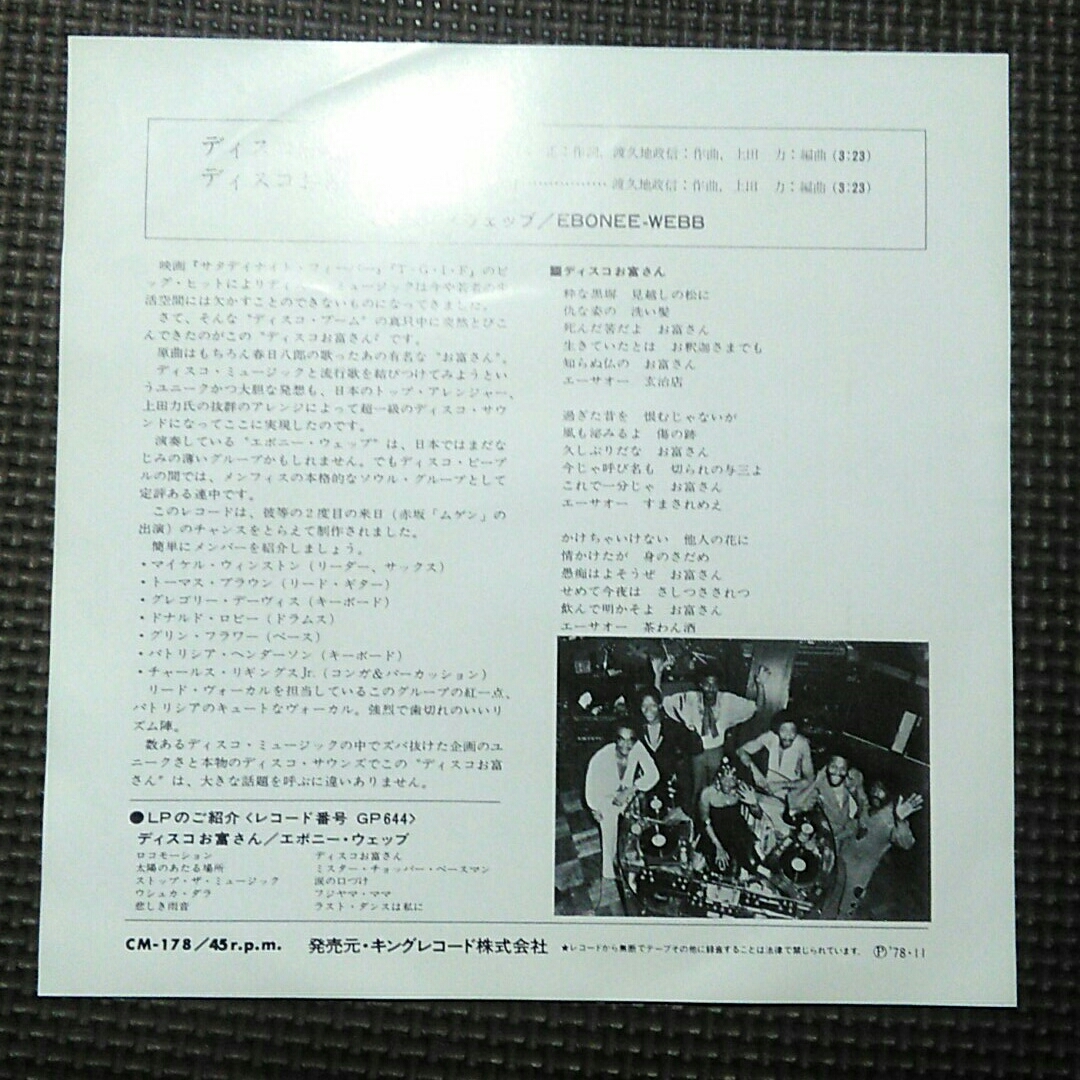 ディス 作詞、渡久地政信：作曲、上田　力：編曲 (3:23)
ディスコお ………… 渡久地政信：作曲、上田　力：編曲 (3:23)
ウェッブ／EBONEE-WEBB
映画『サタデイナイト・フィーバー』『T・G・I・F』のビ
ッグ・ヒットによりディスコ・ミュージックは今や若者の生
活空間には欠かすことのできないものになってきました。
さて、そんな“ディスコ・ブーム”の真只中に突然とびこ
んできたのがこの“ディスコお富さん”です。
原曲はもちろん春日八郎の歌ったあの有名な“お富さん”。
ディスコ・ミュージックと流行歌を結びつけてみようとい
うユニークかつ大胆な発想も、日本のトップ・アレンジャー、
上田力氏の抜群のアレンジによって超一級のディスコ・サウ
ンドになってここに実現したのです。
演奏している“エボニー・ウェッブ”は、日本ではまだな
じみの薄いグループかもしれません。でもディスコ・ピープ
ルの間では、メンフィスの本格的なソウル・グループとして
定評ある連中です。
このレコードは、彼等の2度目の来日（赤坂「ムゲン」の
出演）のチャンスをとらえて制作されました。
簡単にメンバーを紹介しましょう。
・マイケル・ウィンストン（リーダー、サックス）
・トーマス・ブラウン（リード・ギター）
・グレゴリー・デーヴィス（キーボード）
・ドナルド・ロビー（ドラムス）
・グリン・フラワー（ベース）
・パトリシア・ヘンダーソン（キーボード）
・チャールス・リギングスJr.（コンガ&パーカッション）
リード・ヴォーカルを担当しているこのグループの紅一点、
パトリシアのキュートなヴォーカル。強烈で歯切れのいいリ
ズム陣。
数あるディスコ・ミュージックの中でズバ抜けた企画のユ
ニークさと本物のディスコ・サウンズでこの“ディスコお富
さん”は、大きな話題を呼ぶに違いありません。
●LPのご紹介〈レコード番号 GP644〉
ディスコお富さん／エボニー・ウェッブ
ロコモーション　ディスコお富さん
太陽のあたる場所　ミスター・チョッパー・ベースマン
ストップ・ザ・ミュージック　涙の口づけ
ウシュカ・ダラ　フジヤマ・ママ
悲しき雨音　ラスト・ダンスは私に
■ディスコお富さん
粋な黒塀　見越しの松に
仇な姿の　洗い髪
死んだ筈だよ　お富さん
生きていたとは　お釈迦さまでも
知らぬ仏の　お富さん
エーサオー　玄治店
過ぎた昔を　恨むじゃないが
風も泌みるよ　傷の跡
久しぶりだな　お富さん
今じゃ呼び名も　切られの与三よ
これで一分じゃ　お富さん
エーサオー　すまされめえ
かけちゃいけない　他人の花に
情かけたが　身のさだめ
愚痴はよそうぜ　お富さん
せめて今夜は　さしつさされつ
飲んで明かそよ　お富さん
エーサオー　茶わん酒
CM-178／45r.p.m.　発売元・キングレコード株式会社　★レコードから無断でテープその他に録音することは法律で禁じられています。　Ⓟ'78・11